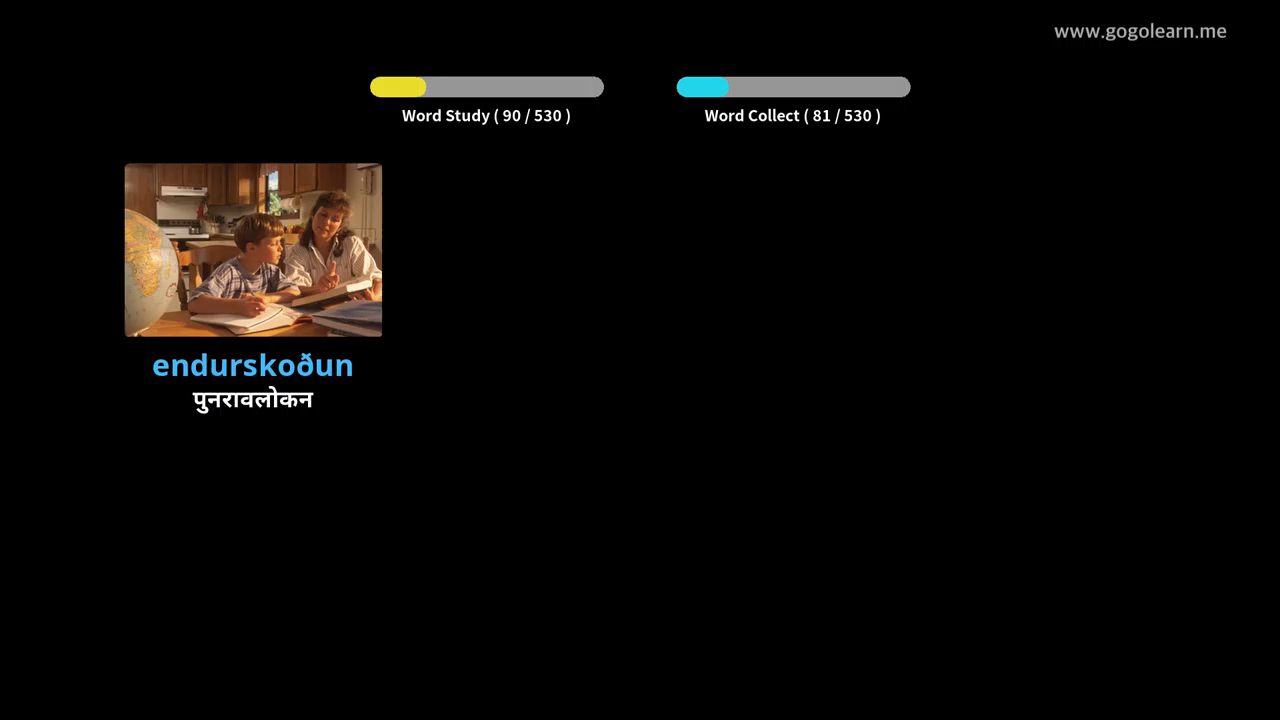 www.gogolearn.me
Word Study ( 90 / 530 )
Word Collect ( 81 / 530 )
endurskoðun
पुनरावलोकन